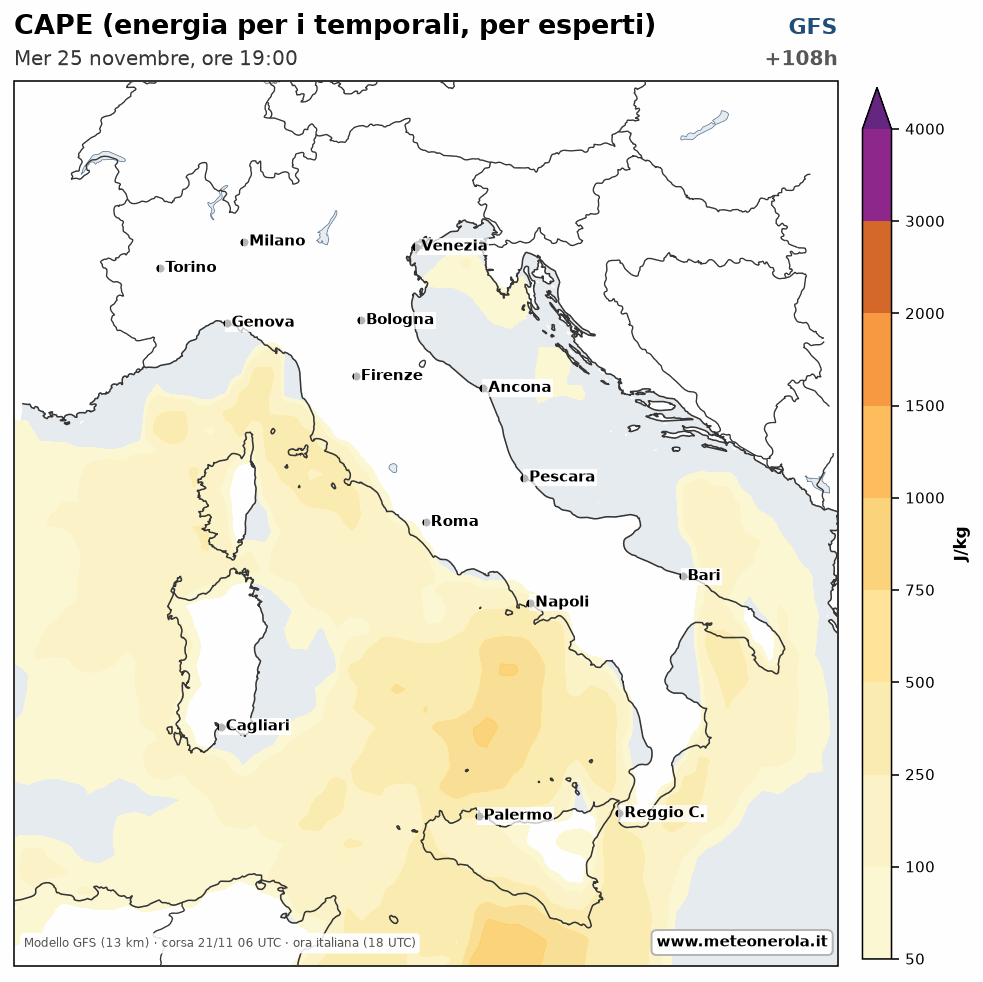 CAPE (energia per i temporali, per esperti)
GFS
Mer 25 novembre, ore 19:00
+108h
4000
3000
2000
1500
1000
750
500
250
100
50
J/kg
Milano
Venezia
Torino
Genova
Bologna
Firenze
Ancona
Pescara
Roma
Bari
Napoli
Cagliari
Palermo
Reggio C.
Modello GFS (13 km) · corsa 21/11 06 UTC · ora italiana (18 UTC)
www.meteonerola.it